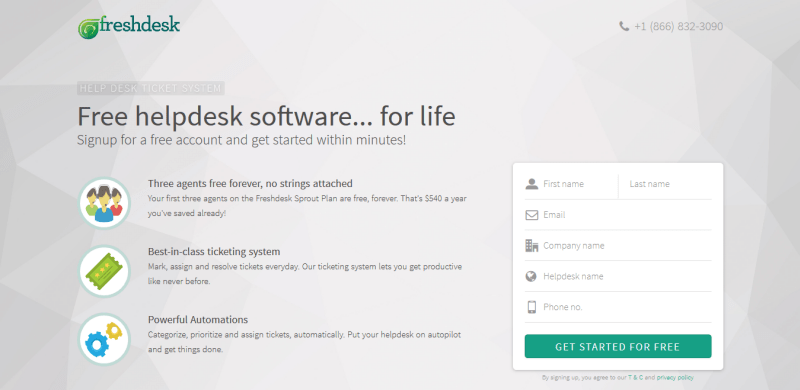 freshdesk
+1 (866) 832-3090
HELP DESK TICKET SYSTEM
Free helpdesk software... for life
Signup for a free account and get started within minutes!
Three agents free forever, no strings attached
Your first three agents on the Freshdesk Sprout Plan are free, forever. That's $540 a year
you've saved already!
Best-in-class ticketing system
Mark, assign and resolve tickets everyday. Our ticketing system lets you get productive
like never before.
Powerful Automations
Categorize, prioritize and assign tickets, automatically. Put your helpdesk on autopilot
and get things done.
First name Last name
Email
Company name
Helpdesk name
Phone no.
GET STARTED FOR FREE
By signing up, you agree to our T & C and privacy policy